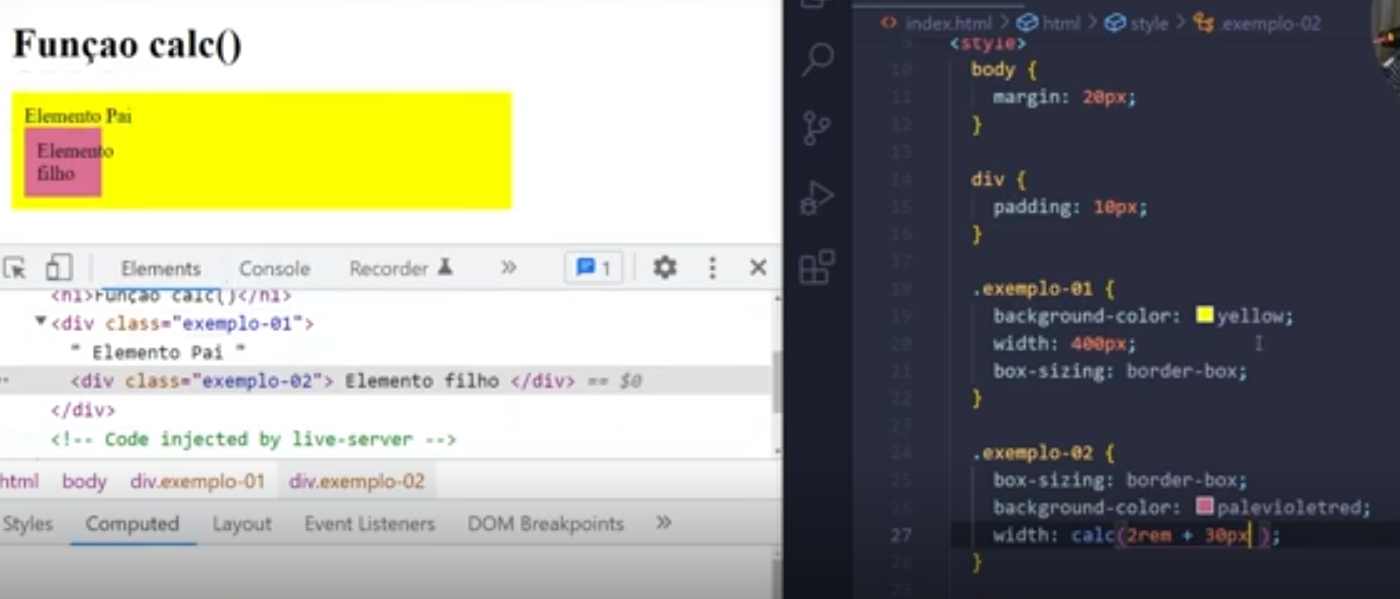 Funçao calc()
Elemento Pai
Elemento
filho
Elements Console Recorder » 1
<h1>Função calc()</h1>
<div class="exemplo-01">
" Elemento Pai "
<div class="exemplo-02"> Elemento filho </div> == $0
</div>
<!-- Code injected by live-server -->
html body div.exemplo-01 div.exemplo-02
Styles Computed Layout Event Listeners DOM Breakpoints »
index.html > html > style > .exemplo-02
9 <style>
10 body {
11 margin: 20px;
12 }
13
14 div {
15 padding: 10px;
16 }
17
18 .exemplo-01 {
19 background-color: yellow;
20 width: 400px;
21 box-sizing: border-box;
22 }
23
24 .exemplo-02 {
25 box-sizing: border-box;
26 background-color: palevioletred;
27 width: calc(2rem + 30px );
28 }
29